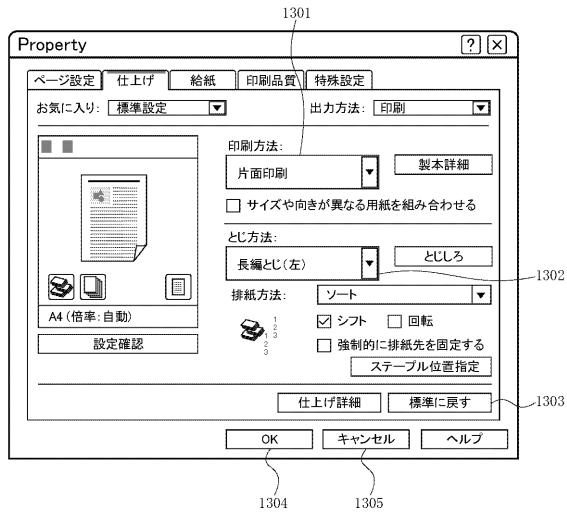 1301
Property
? ×
ページ設定 仕上げ 給紙 印刷品質 特殊設定
お気に入り: 標準設定 出力方法: 印刷
印刷方法:
片面印刷 製本詳細
サイズや向きが異なる用紙を組み合わせる
とじ方法:
長編とじ(左) とじしろ
1302
排紙方法: ソート
1
2
3
1
2
3
シフト 回転
強制的に排紙先を固定する
A4 (倍率: 自動)
設定確認
ステープル位置指定
仕上げ詳細 標準に戻す
1303
OK キャンセル ヘルプ
1304 1305